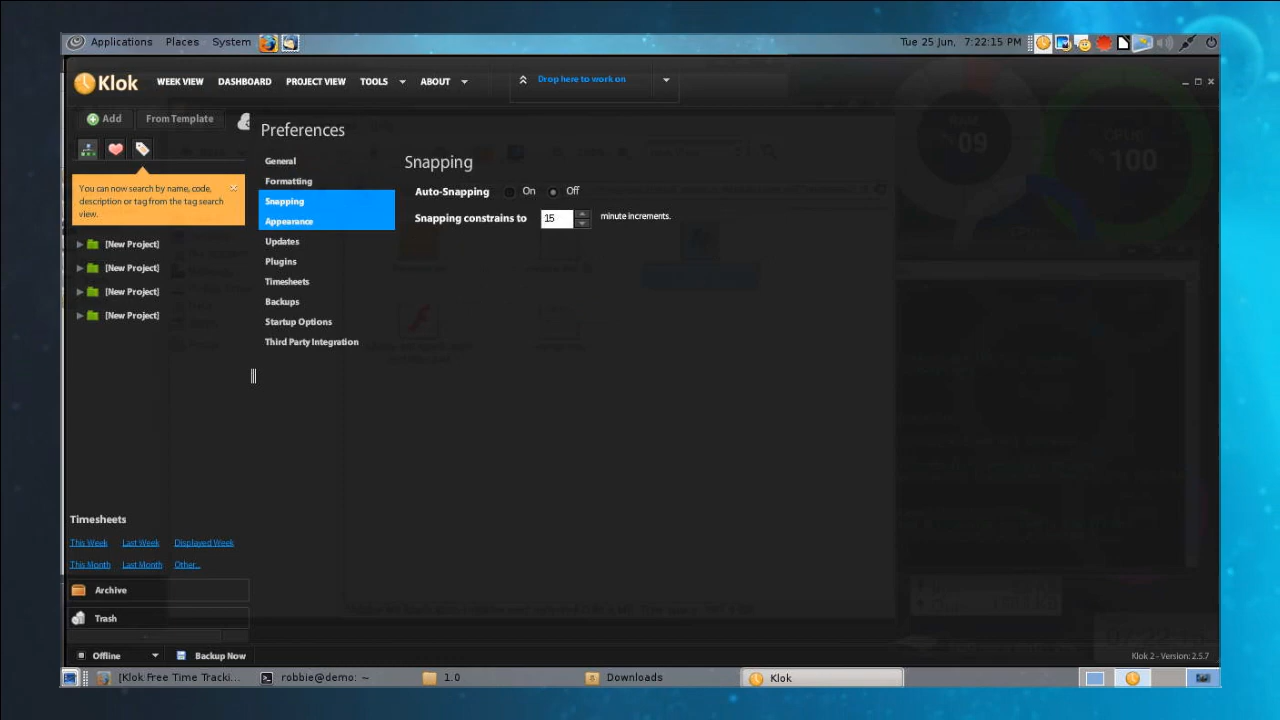 Applications Places System
Tue 25 Jun, 7:22:15 PM
Klok WEEK VIEW DASHBOARD PROJECT VIEW TOOLS ABOUT Drop here to work on
Add From Template
Preferences
You can now search by name, code,
description or tag from the tag search
view.
[New Project]
[New Project]
[New Project]
[New Project]
General
Formatting
Snapping
Appearance
Updates
Plugins
Timesheets
Backups
Startup Options
Third Party Integration
Snapping
Auto-Snapping On Off
Snapping constrains to 15 minute increments.
09
100
Timesheets
This Week Last Week Displayed Week
This Month Last Month Other...
Archive
Trash
Offline Backup Now
Klok 2 - Version: 2.5.7
[Klok Free Time Tracki... robbie@demo: ~ 1.0 Downloads Klok